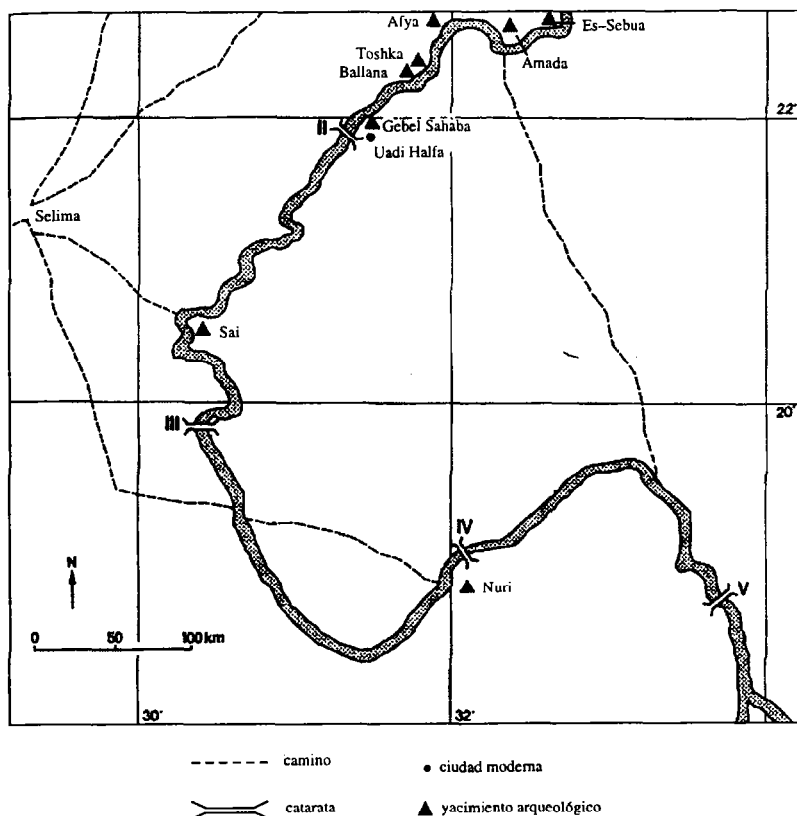 Afya
Es–Sebua
Toshka
Amada
Ballana
22°
II
Gebel Sahaba
Uadi Halfa
Selima
Sai
20°
III
IV
N
Nuri
V
0 50 100 km
30°
32°
camino
ciudad moderna
catarata
yacimiento arqueológico